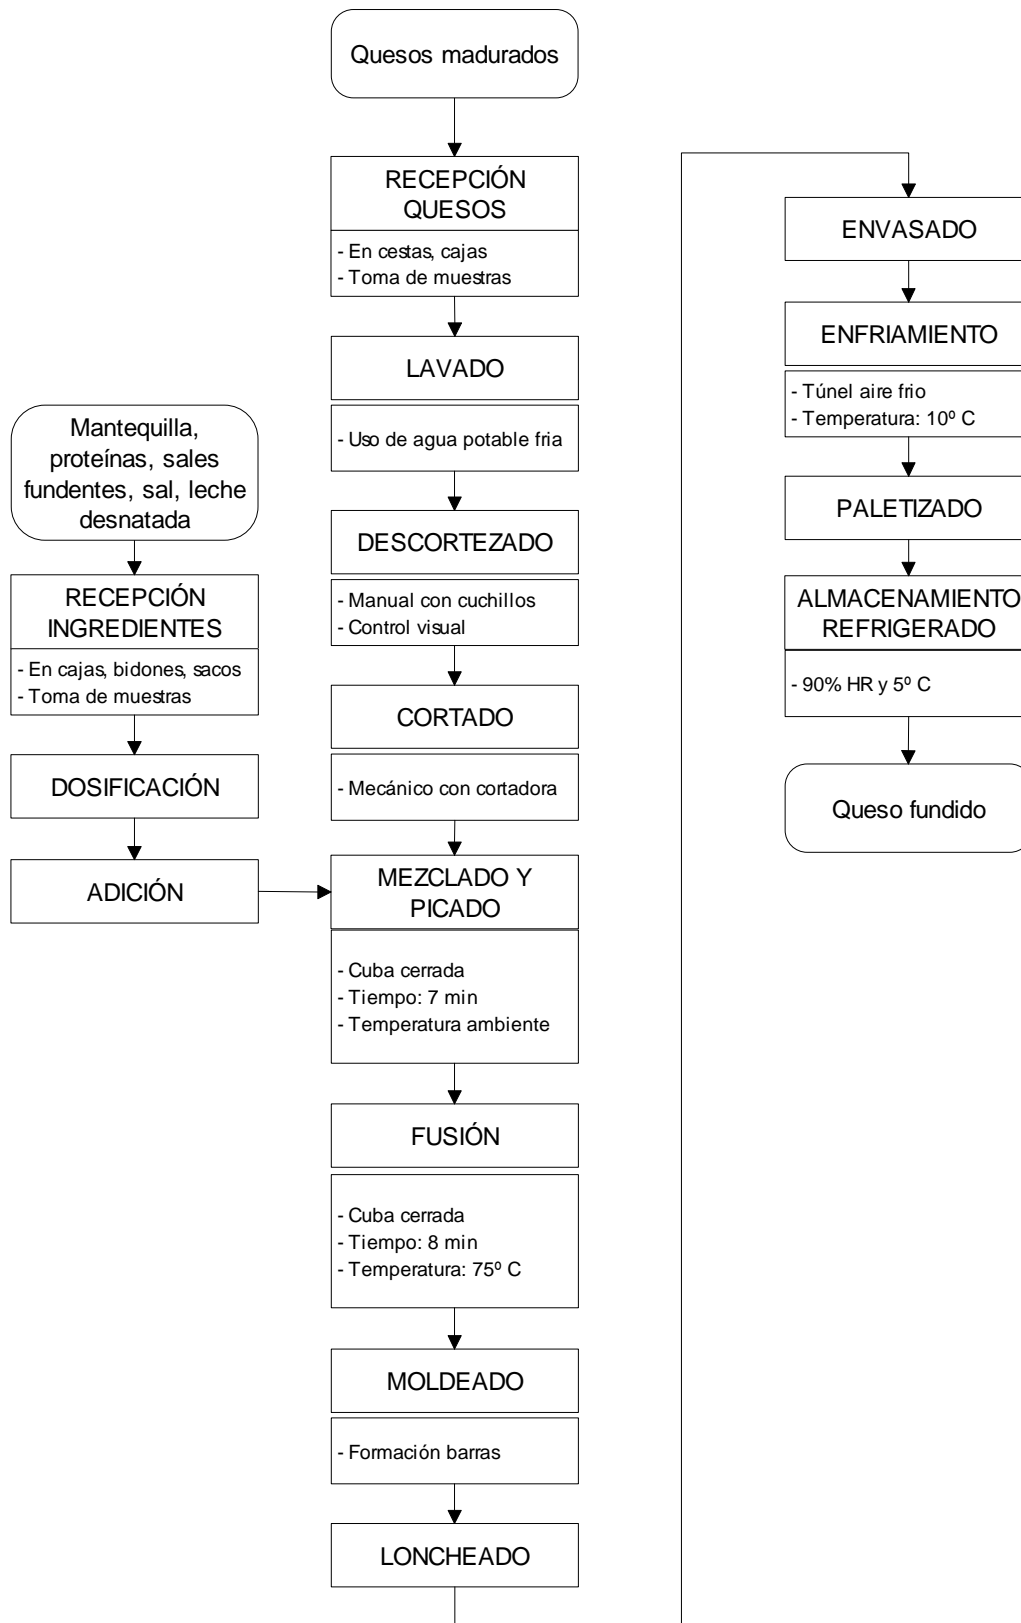 Quesos madurados
RECEPCIÓN
QUESOS
- En cestas, cajas
- Toma de muestras
LAVADO
- Uso de agua potable fria
DESCORTEZADO
- Manual con cuchillos
- Control visual
CORTADO
- Mecánico con cortadora
Mantequilla,
proteínas, sales
fundentes, sal, leche
desnatada
RECEPCIÓN
INGREDIENTES
- En cajas, bidones, sacos
- Toma de muestras
DOSIFICACIÓN
ADICIÓN
MEZCLADO Y
PICADO
- Cuba cerrada
- Tiempo: 7 min
- Temperatura ambiente
FUSIÓN
- Cuba cerrada
- Tiempo: 8 min
- Temperatura: 75º C
MOLDEADO
- Formación barras
LONCHEADO
ENVASADO
ENFRIAMIENTO
- Túnel aire frio
- Temperatura: 10º C
PALETIZADO
ALMACENAMIENTO
REFRIGERADO
- 90% HR y 5º C
Queso fundido